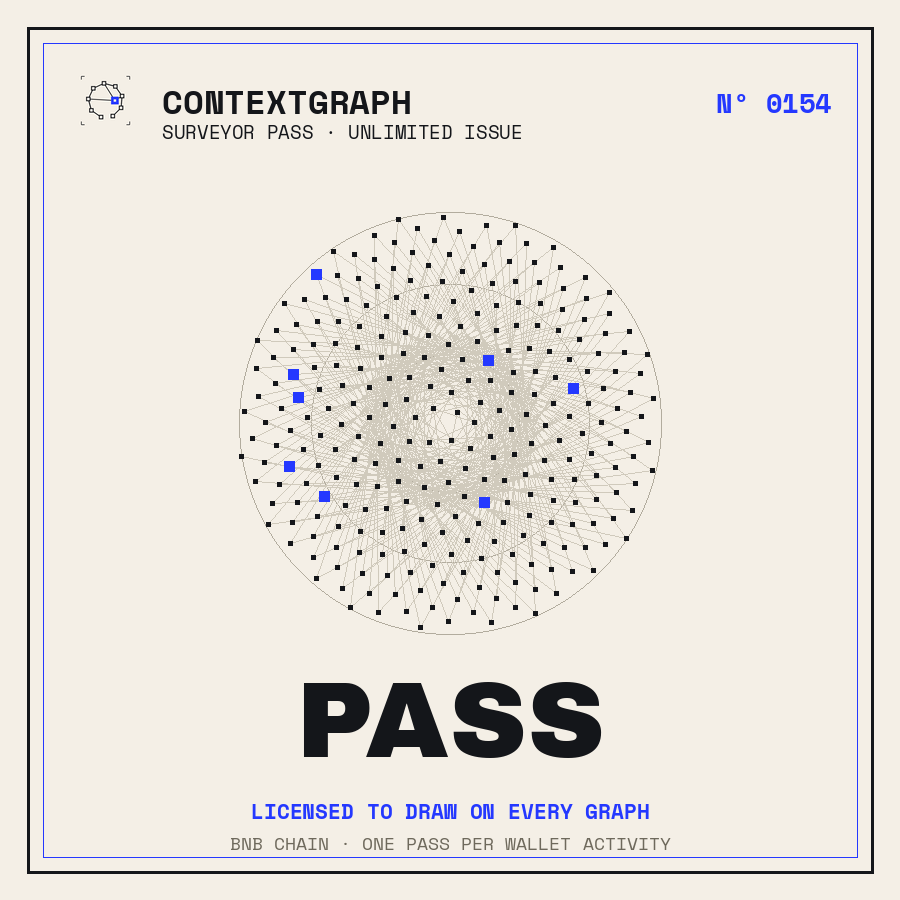 CONTEXTGRAPH
N° 0154
SURVEYOR PASS · UNLIMITED ISSUE
PASS
LICENSED TO DRAW ON EVERY GRAPH
BNB CHAIN · ONE PASS PER WALLET ACTIVITY